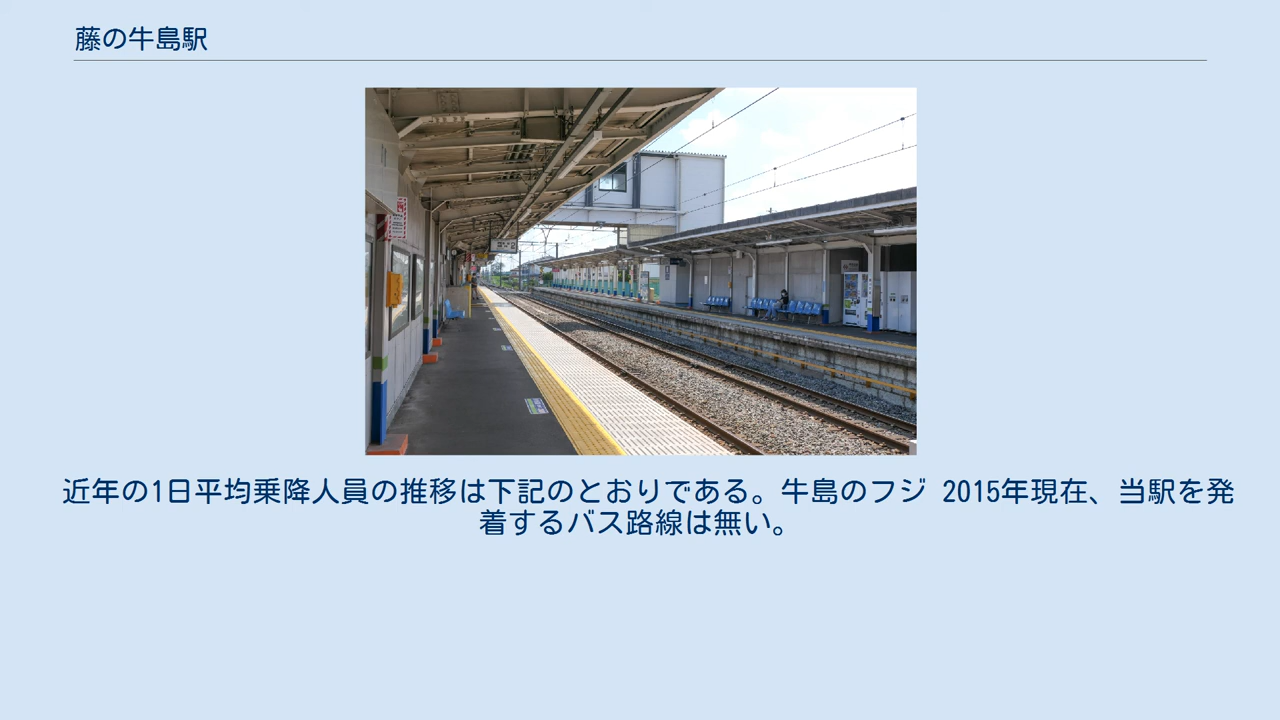 藤の牛島駅
近年の1日平均乗降人員の推移は下記のとおりである。牛島のフジ 2015年現在、当駅を発
着するバス路線は無い。